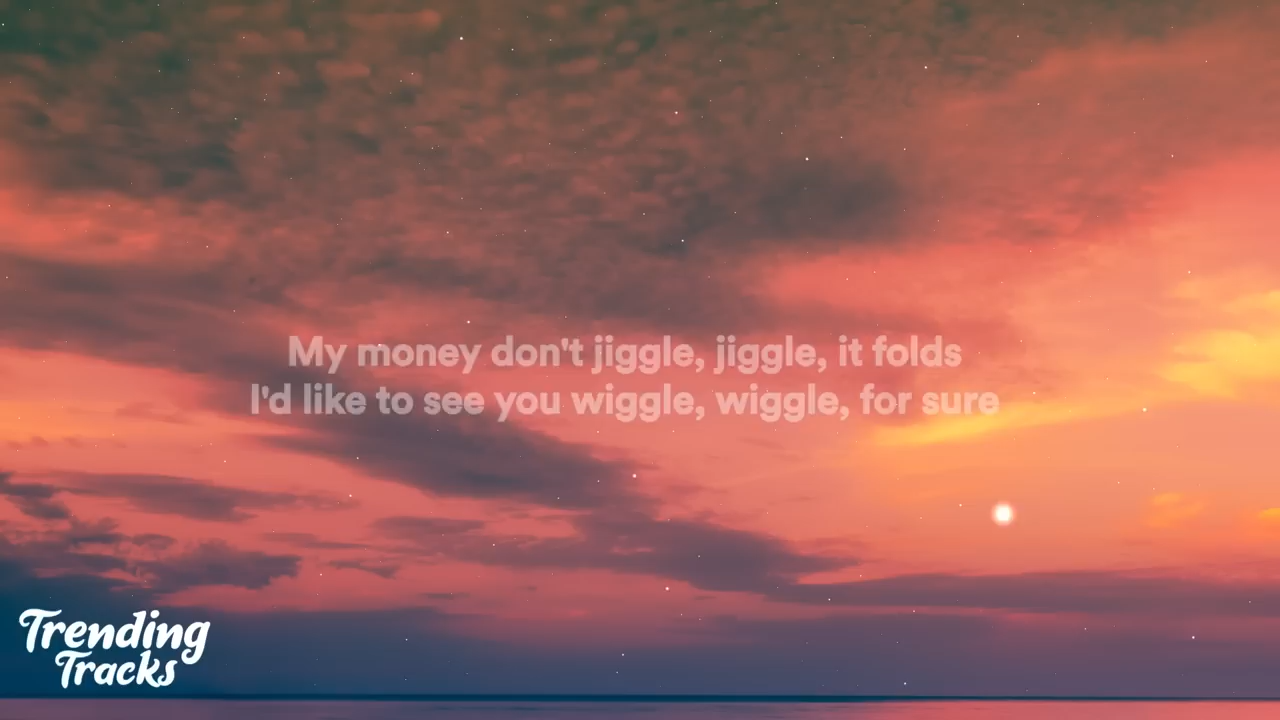 My money don't jiggle, jiggle, it folds
I'd like to see you wiggle, wiggle, for sure
Trending
Tracks